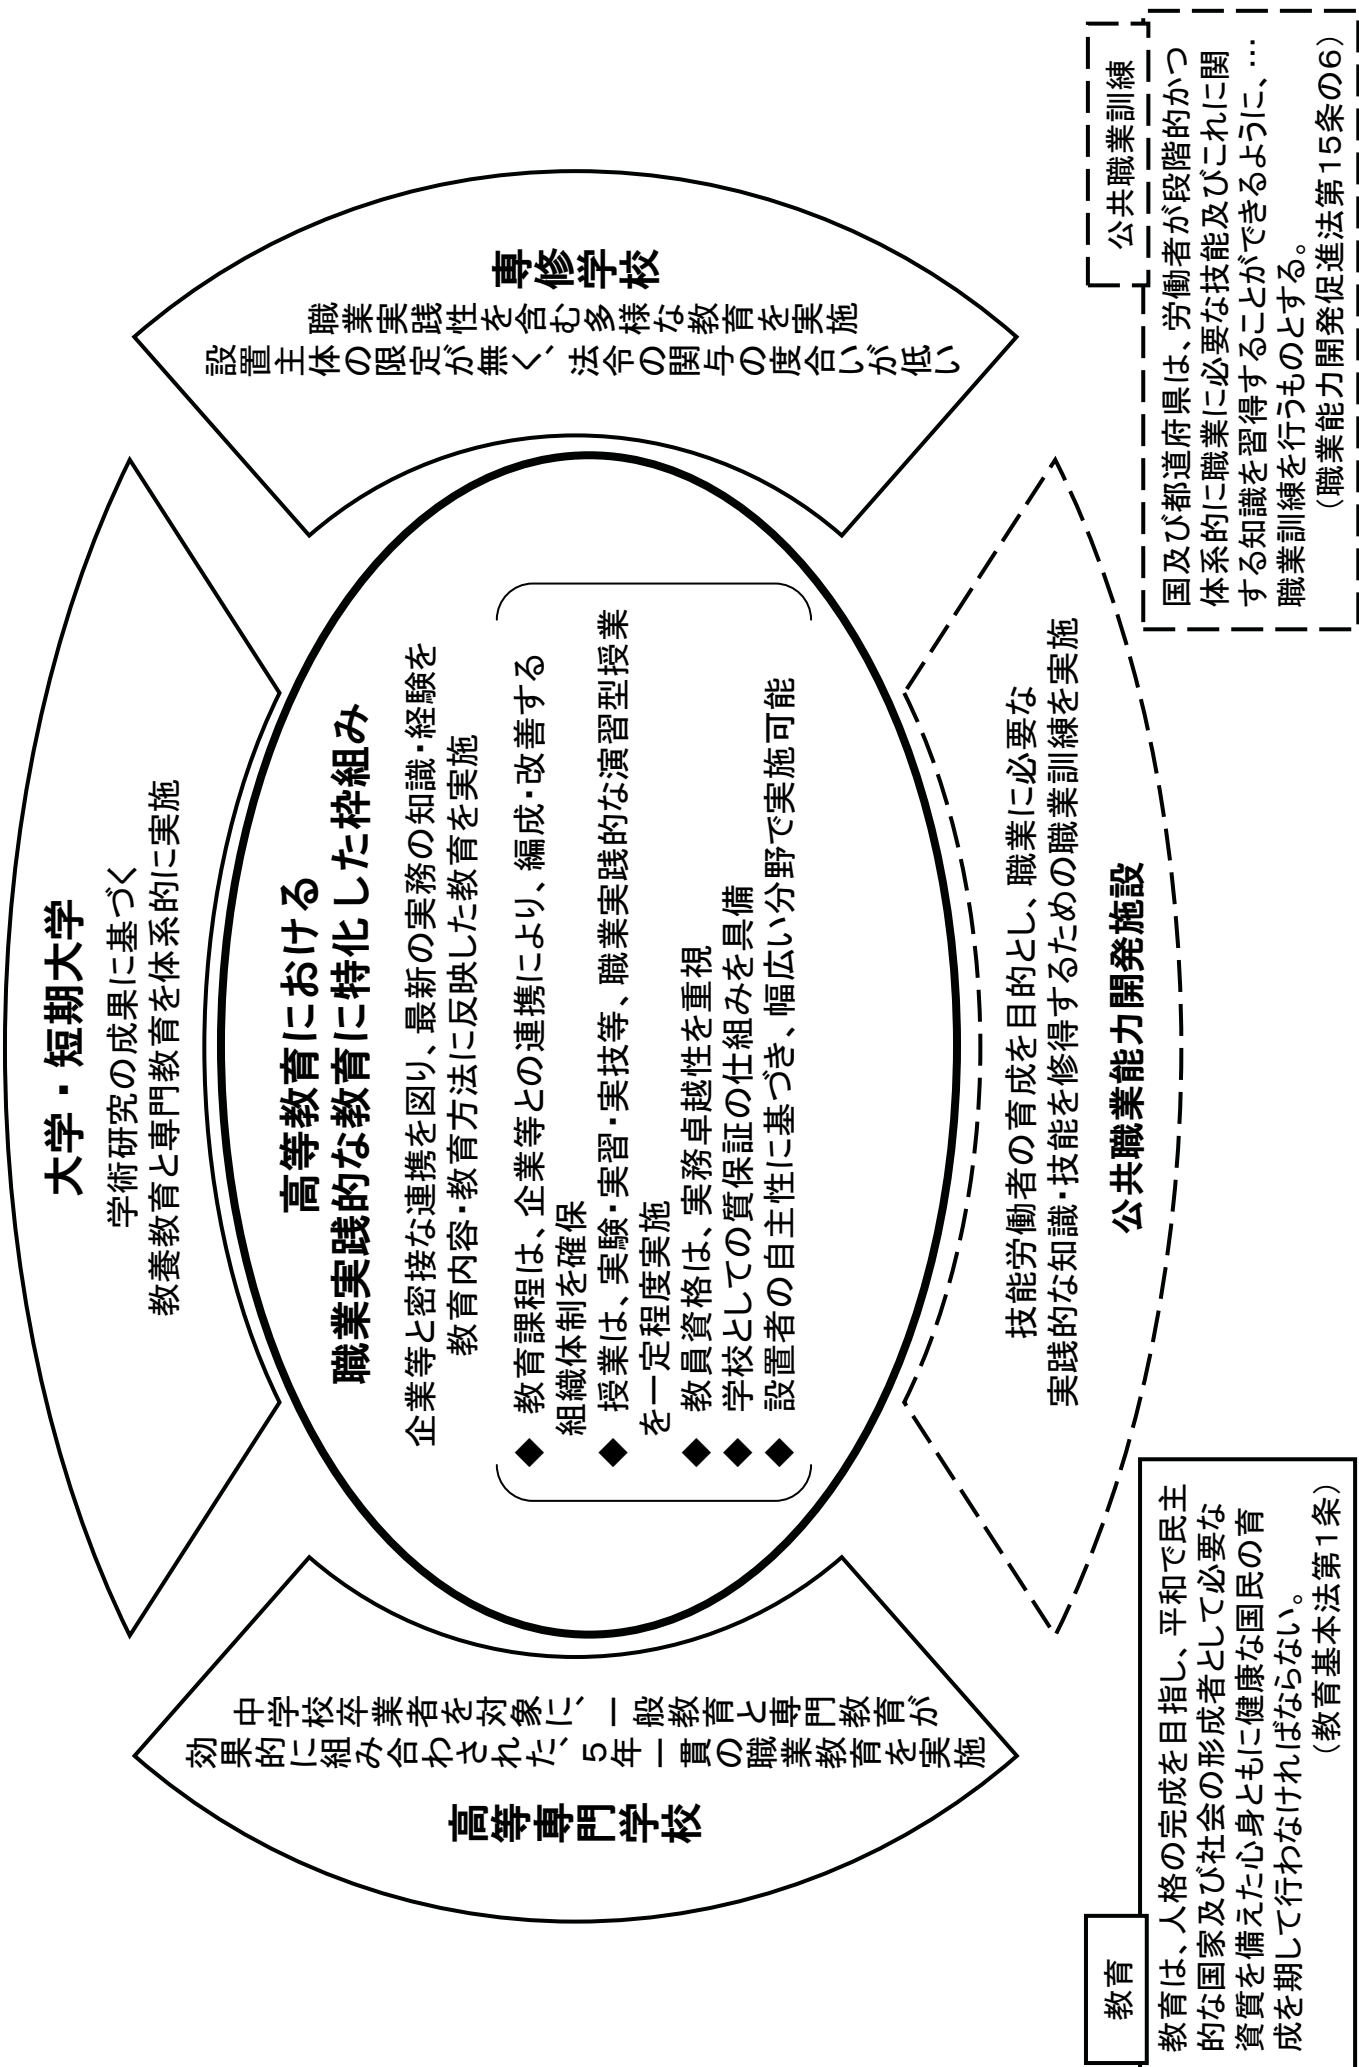 大学・短期大学
学術研究の成果に基づく
教養教育と専門教育を体系的に実施
高等専門学校
中学校卒業者を対象に、一般教育と専門教育が
効果的に組み合わされた、５年一貫の職業教育を実施
高等教育における
職業実践的な教育に特化した枠組み
企業等と密接な連携を図り、最新の実務の知識・経験を
教育内容・教育方法に反映した教育を実施
◆ 教育課程は、企業等との連携により、編成・改善する
組織体制を確保
◆ 授業は、実験・実習・実技等、職業実践的な演習型授業
を一定程度実施
◆ 教員資格は、実務卓越性を重視
◆ 学校としての質保証の仕組みを具備
◆ 設置者の自主性に基づき、幅広い分野で実施可能
専修学校
職業実践性を含む多様な教育を実施
設置主体の限定が無く、法令の関与の度合いが低い
技能労働者の育成を目的とし、職業に必要な
実践的な知識・技能を修得するための職業訓練を実施
公共職業能力開発施設
教育
教育は、人格の完成を目指し、平和で民主
的な国家及び社会の形成者として必要な
資質を備えた心身ともに健康な国民の育
成を期して行わなければならない。
（教育基本法第１条）
公共職業訓練
国及び都道府県は、労働者が段階的かつ
体系的に職業に必要な技能及びこれに関
する知識を習得することができるように、…
職業訓練を行うものとする。
（職業能力開発促進法第１５条の６）